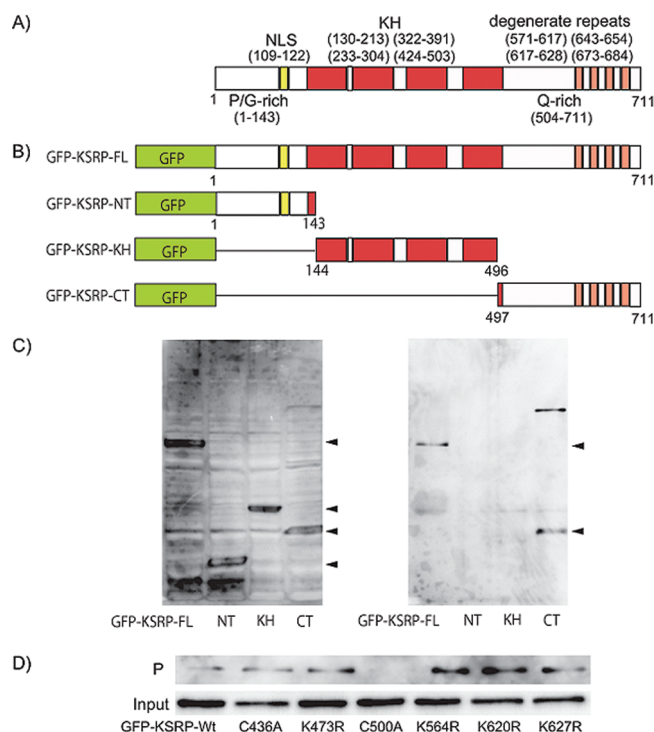 A)
NLS
(109-122)
KH
(130-213) (322-391)
(233-304) (424-503)
degenerate repeats
(571-617) (643-654)
(617-628) (673-684)
1
P/G-rich
(1-143)
Q-rich
(504-711)
711
B)
GFP-KSRP-FL GFP
1 711
GFP-KSRP-NT GFP
1 143
GFP-KSRP-KH GFP
144 496
GFP-KSRP-CT GFP
497 711
C)
GFP-KSRP-FL NT KH CT GFP-KSRP-FL NT KH CT
D)
P
Input
GFP-KSRP-Wt C436A K473R C500A K564R K620R K627R